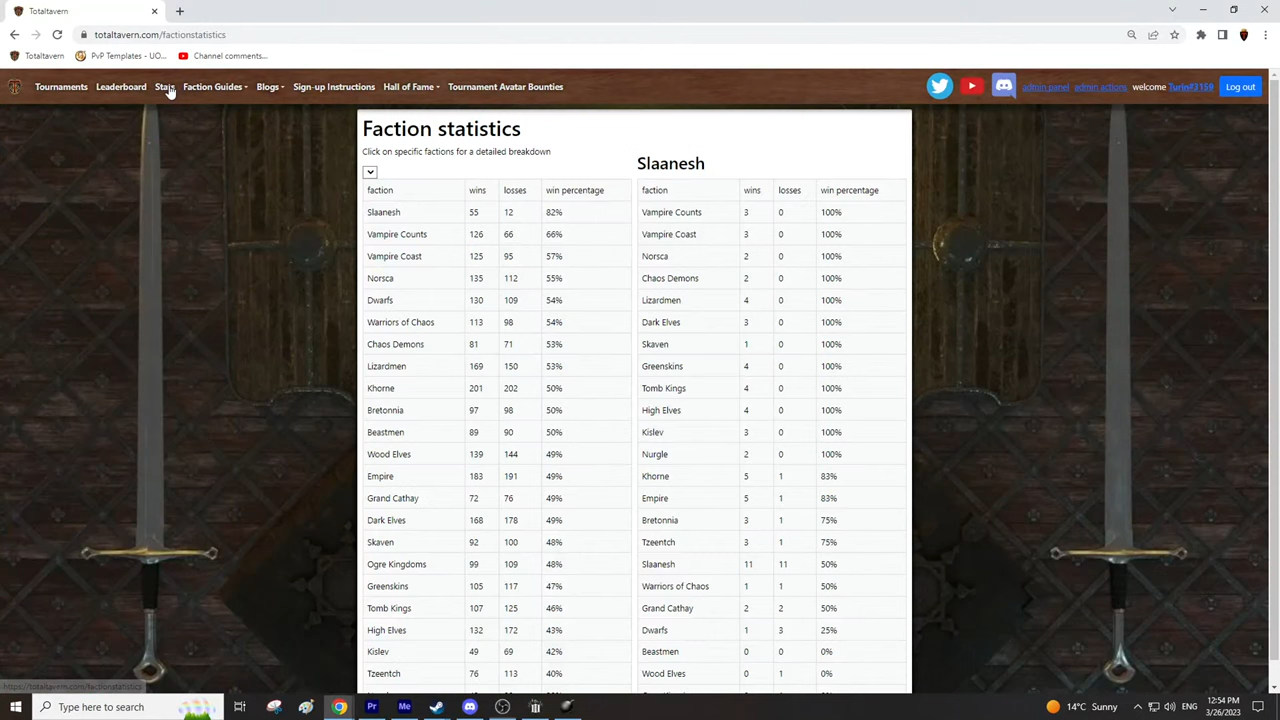 Totaltavern
totaltavern.com/factionstatistics
Totaltavern
PvP Templates - UO...
Channel comments...
Tournaments Leaderboard Faction Guides Blogs Sign-up Instructions Hall of Fame Tournament Avatar Bounties
admin panel admin actions welcome Turin#3159 Log out
Faction statistics
Click on specific factions for a detailed breakdown
faction wins losses win percentage
Slaanesh 55 12 82%
Vampire Counts 126 66 66%
Vampire Coast 125 95 57%
Norsca 135 112 55%
Dwarfs 130 109 54%
Warriors of Chaos 113 98 54%
Chaos Demons 81 71 53%
Lizardmen 169 150 53%
Khorne 201 202 50%
Bretonnia 97 98 50%
Beastmen 89 90 50%
Wood Elves 139 144 49%
Empire 183 191 49%
Grand Cathay 72 76 49%
Dark Elves 168 178 49%
Skaven 92 100 48%
Ogre Kingdoms 99 109 48%
Greenskins 105 117 47%
Tomb Kings 107 125 46%
High Elves 132 172 43%
Kislev 49 69 42%
Tzeentch 76 113 40%
Slaanesh
faction wins losses win percentage
Vampire Counts 3 0 100%
Vampire Coast 3 0 100%
Norsca 2 0 100%
Chaos Demons 2 0 100%
Lizardmen 4 0 100%
Dark Elves 3 0 100%
Skaven 1 0 100%
Greenskins 4 0 100%
Tomb Kings 4 0 100%
High Elves 4 0 100%
Kislev 3 0 100%
Nurgle 2 0 100%
Khorne 5 1 83%
Empire 5 1 83%
Bretonnia 3 1 75%
Tzeentch 3 1 75%
Slaanesh 11 11 50%
Warriors of Chaos 1 1 50%
Grand Cathay 2 2 50%
Dwarfs 1 3 25%
Beastmen 0 0 0%
Wood Elves 0 1 0%
https://totaltavern.com/factionstatistics
Type here to search
14°C Sunny
ENG
12:54 PM
3/26/2023